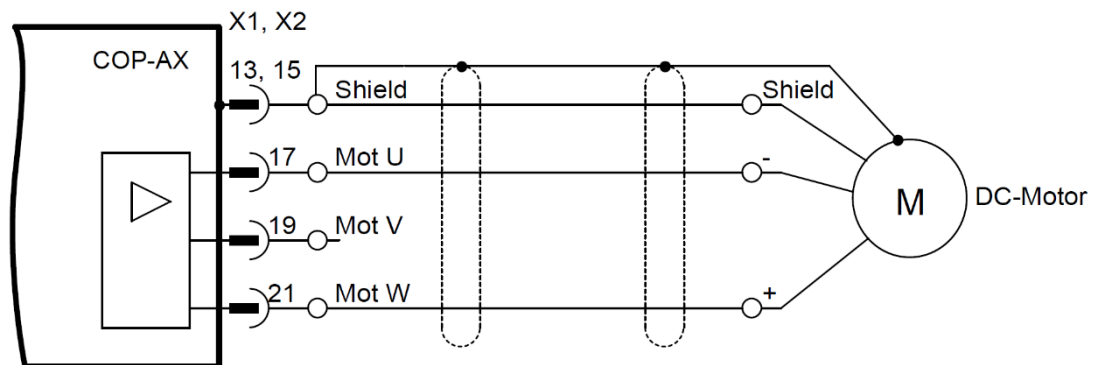 X1, X2
COP-AX
13, 15
Shield
Shield
17
Mot U
-
19
Mot V
M
DC-Motor
21
Mot W
+